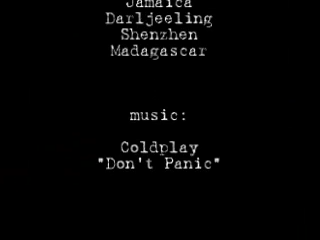 Jamaica
Darljeeling
Shenzhen
Madagascar
music:
Coldplay
"Don't Panic"